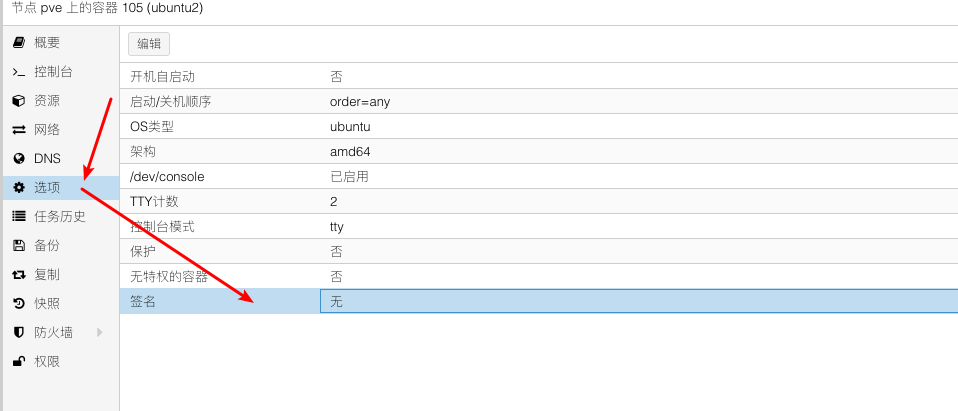 节点 pve 上的容器 105 (ubuntu2)
概要
控制台
资源
网络
DNS
选项
任务历史
备份
复制
快照
防火墙
权限
编辑
开机自启动 否
启动/关机顺序 order=any
OS类型 ubuntu
架构 amd64
/dev/console 已启用
TTY计数 2
控制台模式 tty
保护 否
无特权的容器 否
签名 无